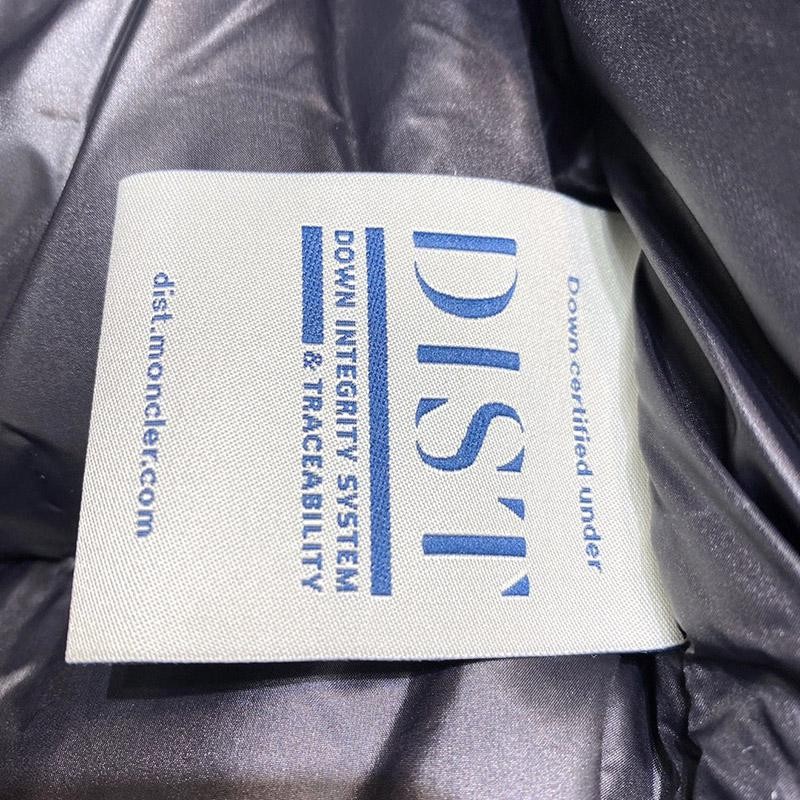 Down certified under
DIST
DOWN INTEGRITY SYSTEM
& TRACEABILITY
dist.moncler.com